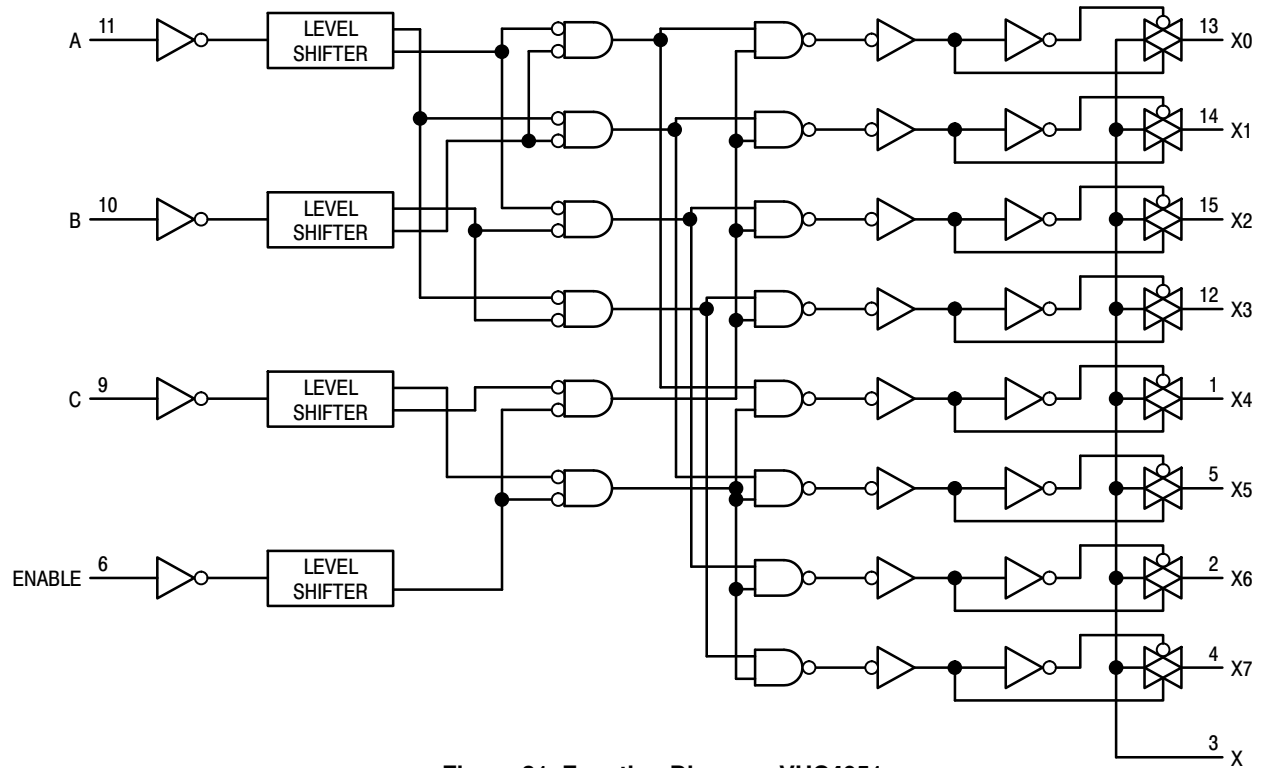 A 11 LEVEL SHIFTER 13 X0
14 X1
B 10 LEVEL SHIFTER 15 X2
12 X3
C 9 LEVEL SHIFTER 1 X4
5 X5
ENABLE 6 LEVEL SHIFTER 2 X6
4 X7
3 X